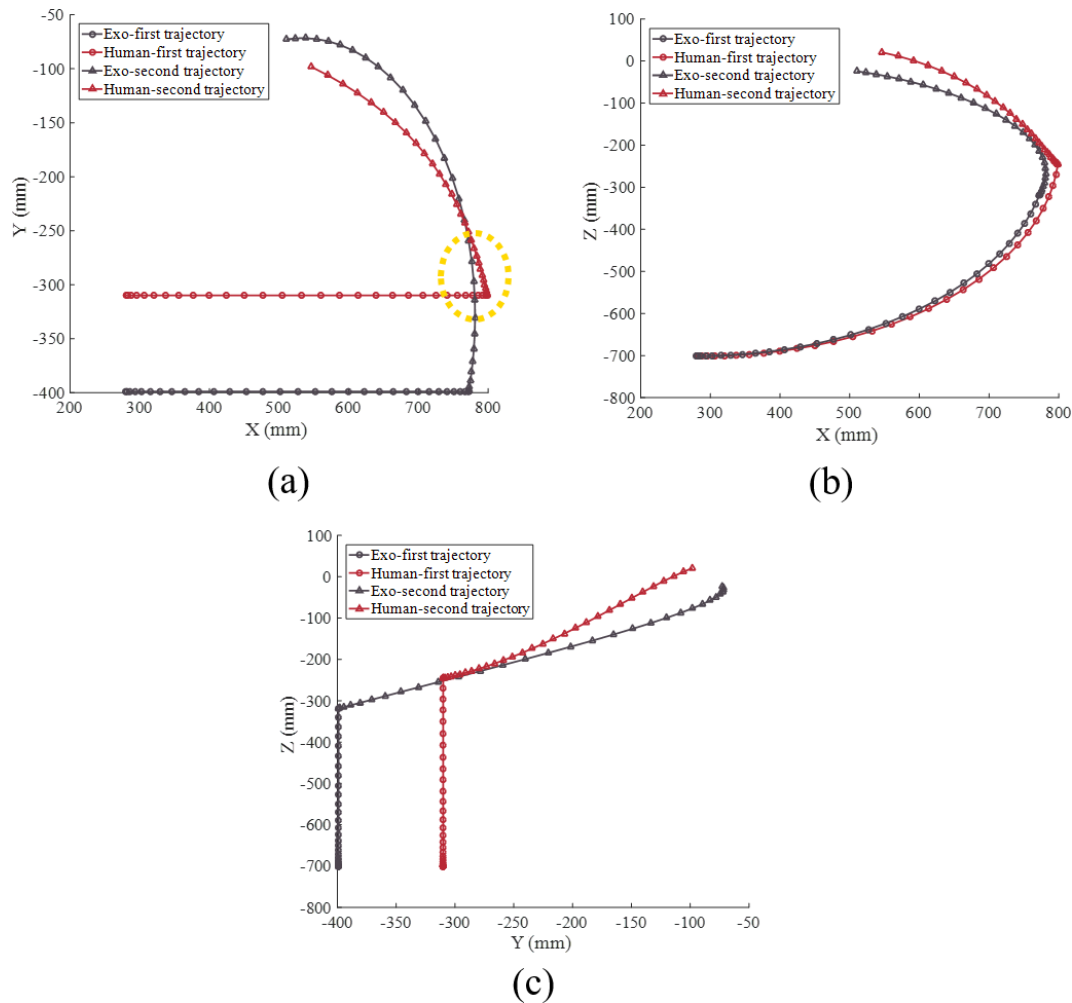 -50
-100
-150
-200
-250
-300
-350
-400
Y (mm)
200 300 400 500 600 700 800
X (mm)
Exo-first trajectory
Human-first trajectory
Exo-second trajectory
Human-second trajectory
(a)
100
0
-100
-200
-300
-400
-500
-600
-700
-800
Z (mm)
200 300 400 500 600 700 800
X (mm)
Exo-first trajectory
Human-first trajectory
Exo-second trajectory
Human-second trajectory
(b)
100
0
-100
-200
-300
-400
-500
-600
-700
-800
Z (mm)
-400 -350 -300 -250 -200 -150 -100 -50
Y (mm)
Exo-first trajectory
Human-first trajectory
Exo-second trajectory
Human-second trajectory
(c)